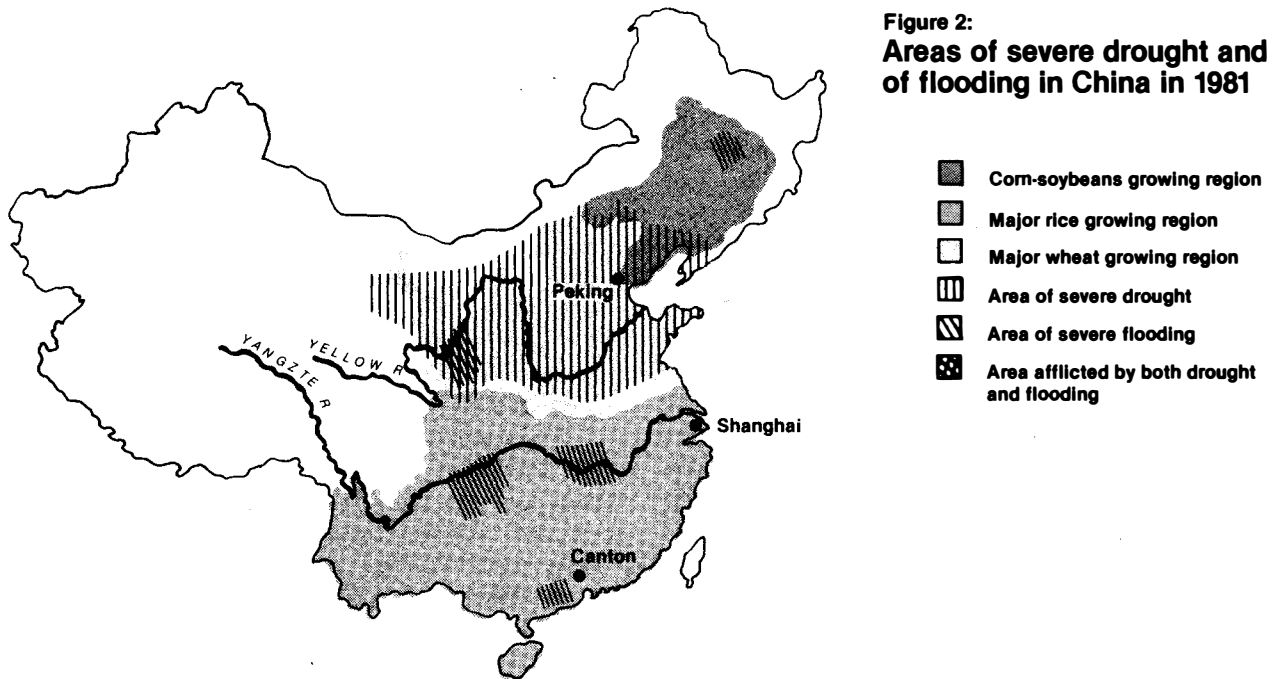 Figure 2:
Areas of severe drought and
of flooding in China in 1981
Corn-soybeans growing region
Major rice growing region
Major wheat growing region
Area of severe drought
Area of severe flooding
Area afflicted by both drought
and flooding
Peking
YANGZTE R
YELLOW R
Shanghai
Canton